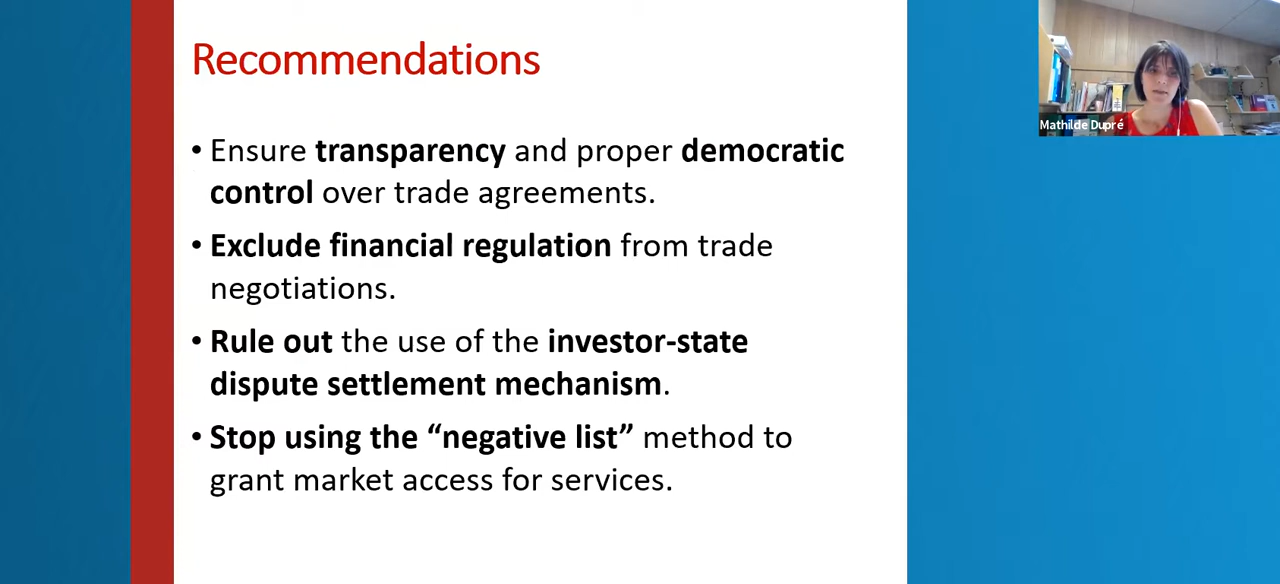 Recommendations
• Ensure transparency and proper democratic
control over trade agreements.
• Exclude financial regulation from trade
negotiations.
• Rule out the use of the investor-state
dispute settlement mechanism.
• Stop using the “negative list” method to
grant market access for services.
Mathilde Dupré